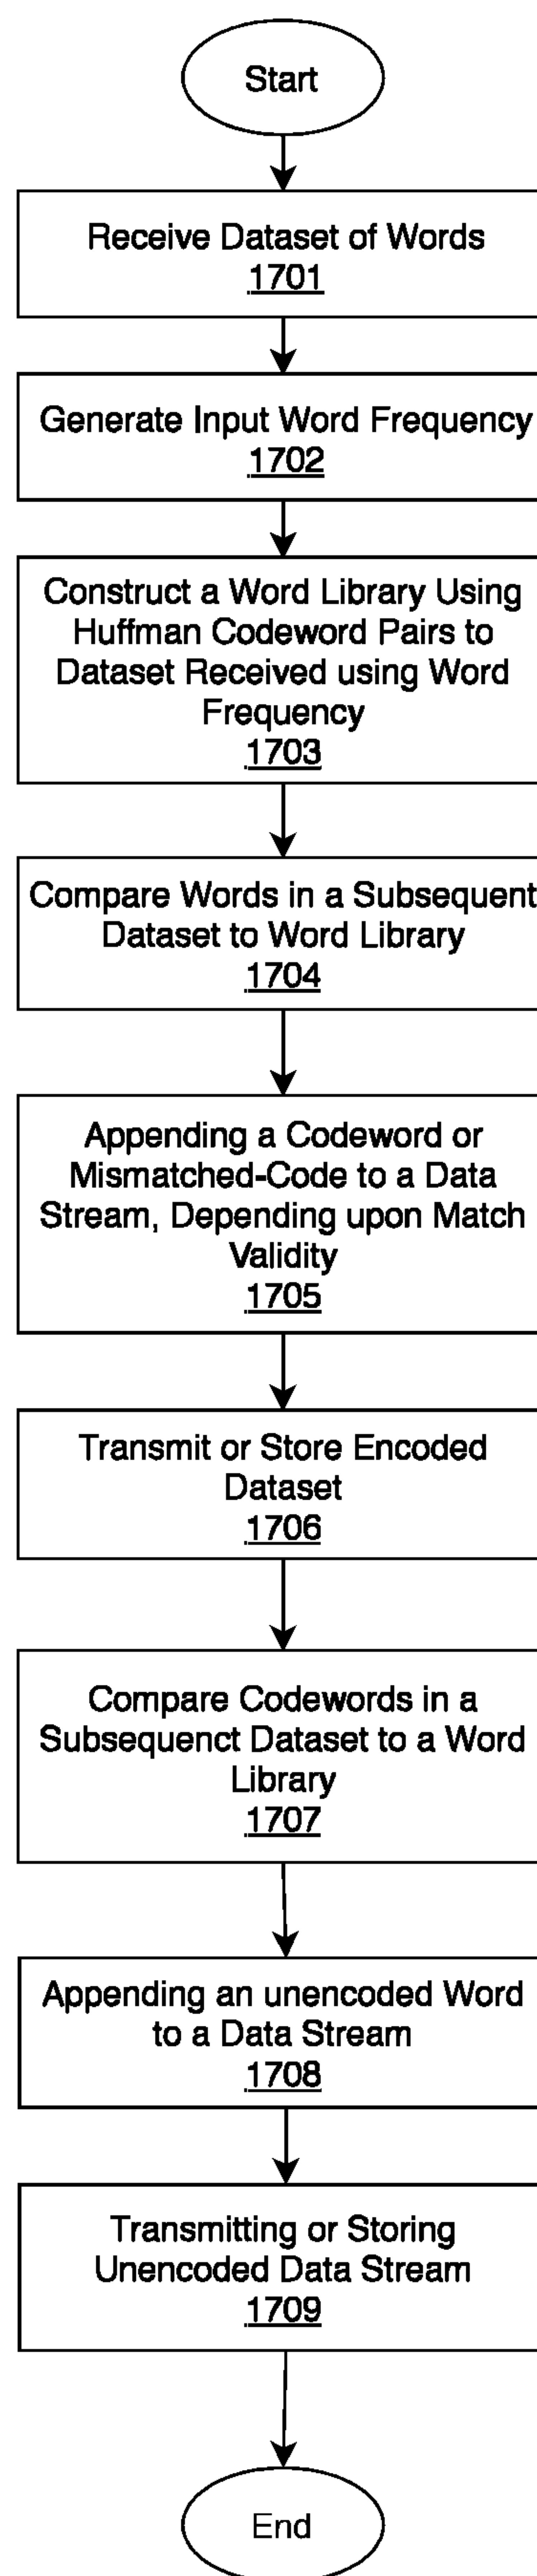 Start
Receive Dataset of Words
1701
Generate Input Word Frequency
1702
Construct a Word Library Using
Huffman Codeword Pairs to
Dataset Received using Word
Frequency
1703
Compare Words in a Subsequent
Dataset to Word Library
1704
Appending a Codeword or
Mismatched-Code to a Data
Stream, Depending upon Match
Validity
1705
Transmit or Store Encoded
Dataset
1706
Compare Codewords in a
Subsequenct Dataset to a Word
Library
1707
Appending an unencoded Word
to a Data Stream
1708
Transmitting or Storing
Unencoded Data Stream
1709
End